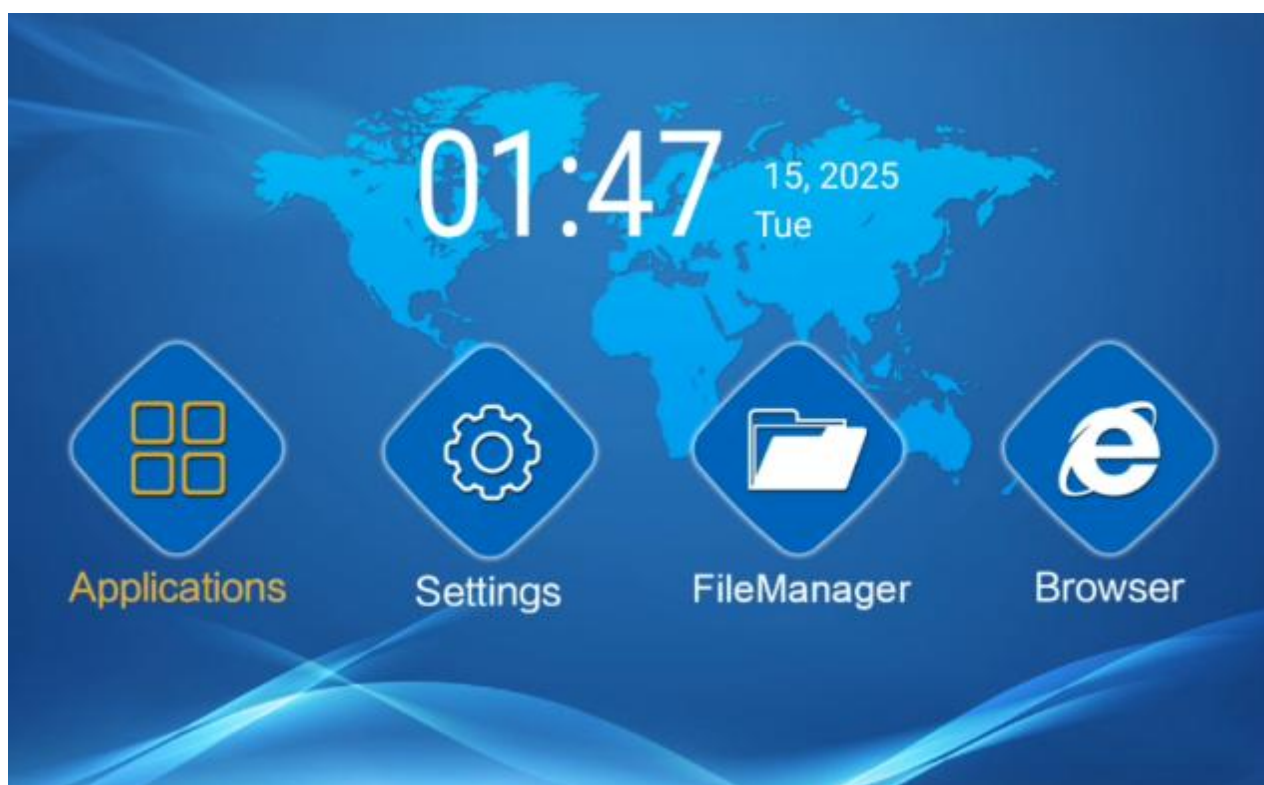 01:47
15, 2025
Tue
Applications
Settings
FileManager
Browser